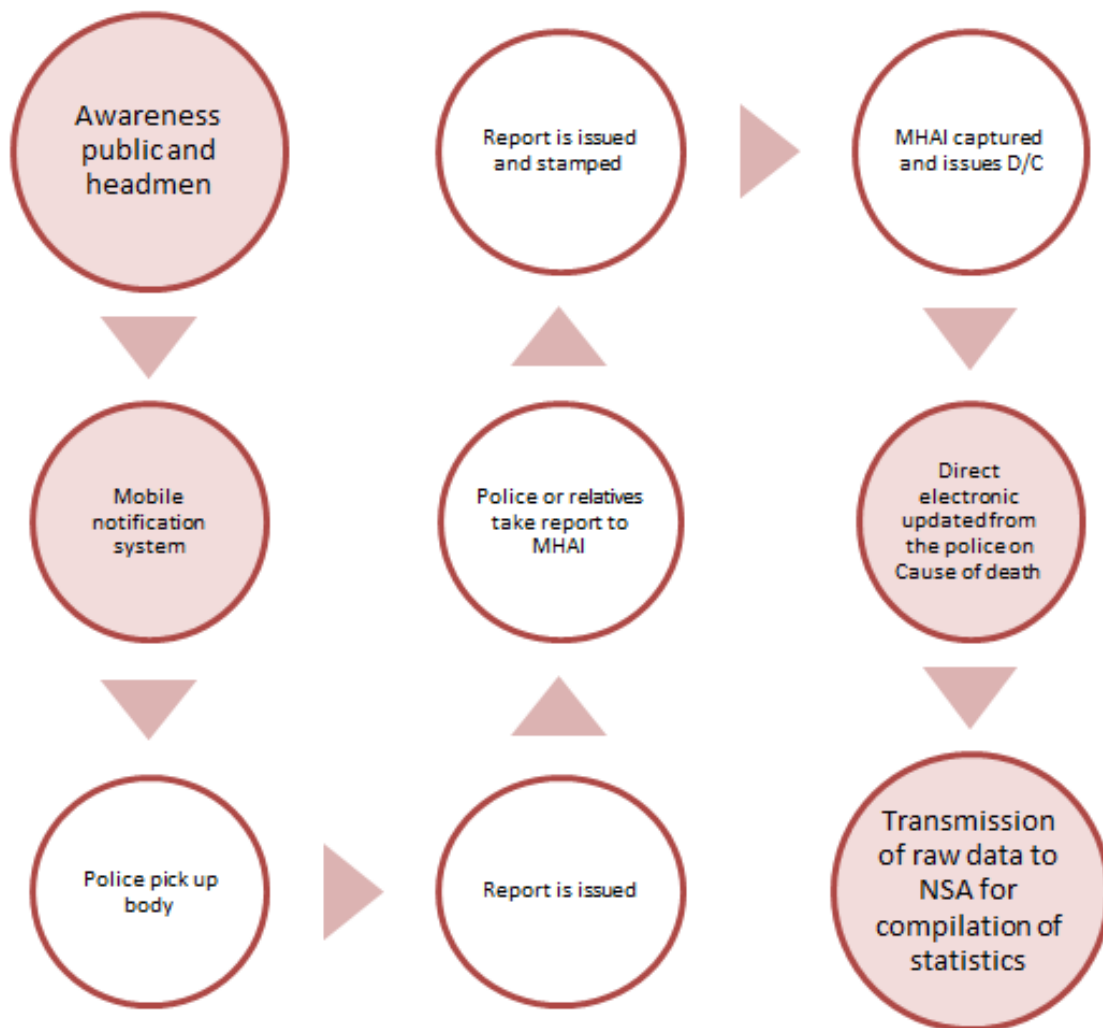 Awareness
public and
headmen
Mobile
notification
system
Police pick up
body
Report is issued
Police or relatives
take report to
MHAI
Report is issued
and stamped
MHAI captured
and issues D/C
Direct
electronic
updated from
the police on
Cause of death
Transmission
of raw data to
NSA for
compilation of
statistics